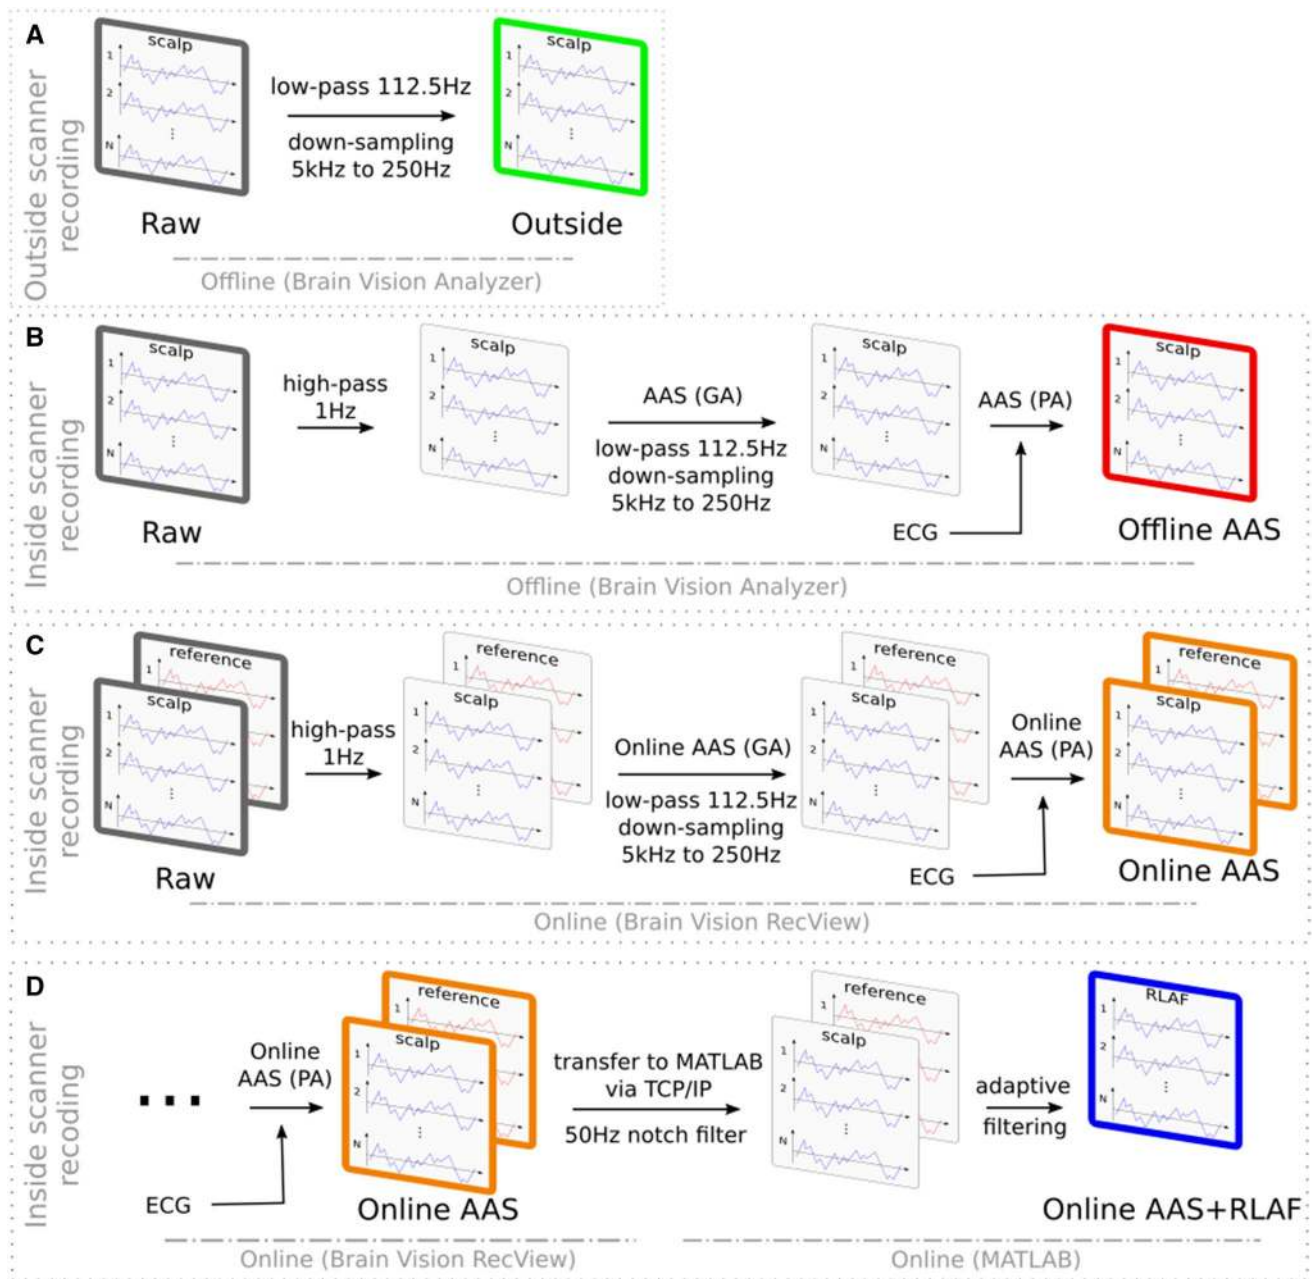 A
Outside scanner
recording
scalp
1
2
N
Raw
low-pass 112.5Hz
down-sampling
5kHz to 250Hz
scalp
1
2
N
Outside
Offline (Brain Vision Analyzer)
B
Inside scanner
recording
scalp
1
2
N
Raw
high-pass
1Hz
scalp
1
2
N
AAS (GA)
low-pass 112.5Hz
down-sampling
5kHz to 250Hz
scalp
1
2
N
AAS (PA)
ECG
scalp
1
2
N
Offline AAS
Offline (Brain Vision Analyzer)
C
Inside scanner
recording
reference
1
scalp
1
2
N
Raw
high-pass
1Hz
reference
1
scalp
1
2
N
Online AAS (GA)
low-pass 112.5Hz
down-sampling
5kHz to 250Hz
reference
1
scalp
1
2
N
Online
AAS (PA)
ECG
reference
1
scalp
1
2
N
Online AAS
Online (Brain Vision RecView)
D
Inside scanner
recoding
...
Online
AAS (PA)
ECG
reference
1
scalp
1
2
N
Online AAS
transfer to MATLAB
via TCP/IP
50Hz notch filter
reference
1
scalp
1
2
N
adaptive
filtering
RLAF
1
2
N
Online AAS+RLAF
Online (Brain Vision RecView)
Online (MATLAB)